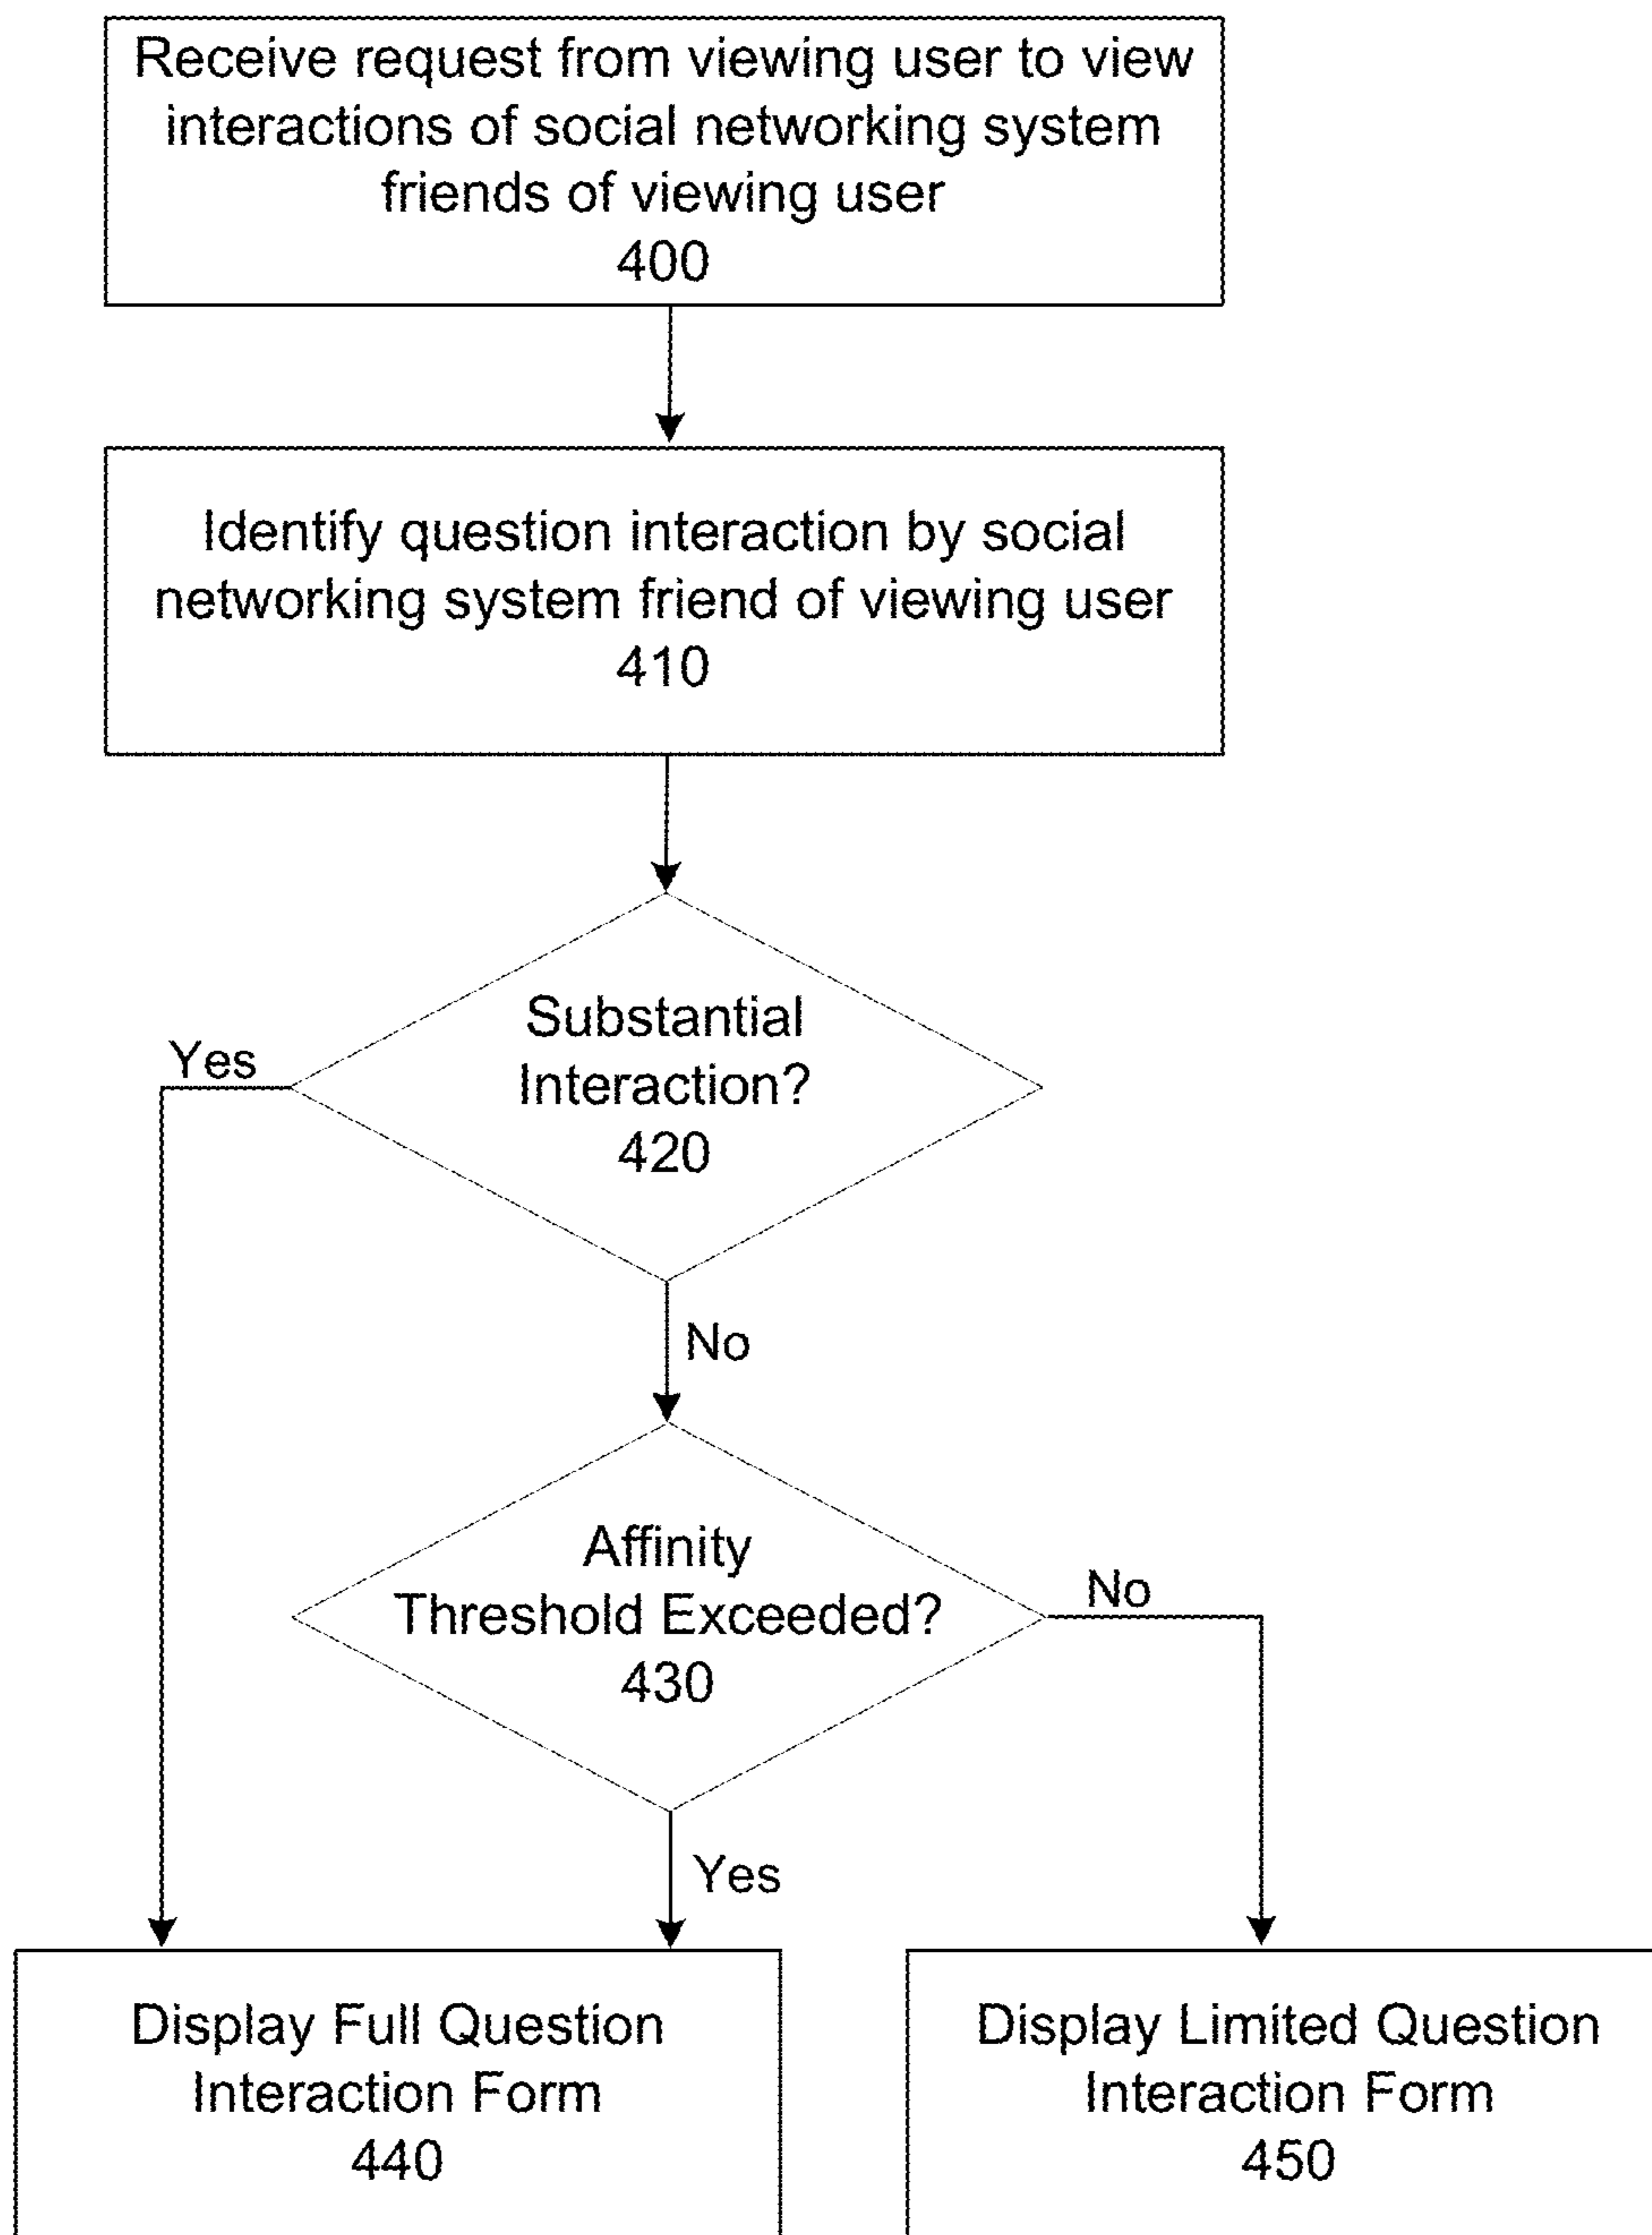 Receive request from viewing user to view
interactions of social networking system
friends of viewing user
400
Identify question interaction by social
networking system friend of viewing user
410
Substantial
Interaction?
420
Yes
No
Affinity
Threshold Exceeded?
430
No
Yes
Display Full Question
Interaction Form
440
Display Limited Question
Interaction Form
450